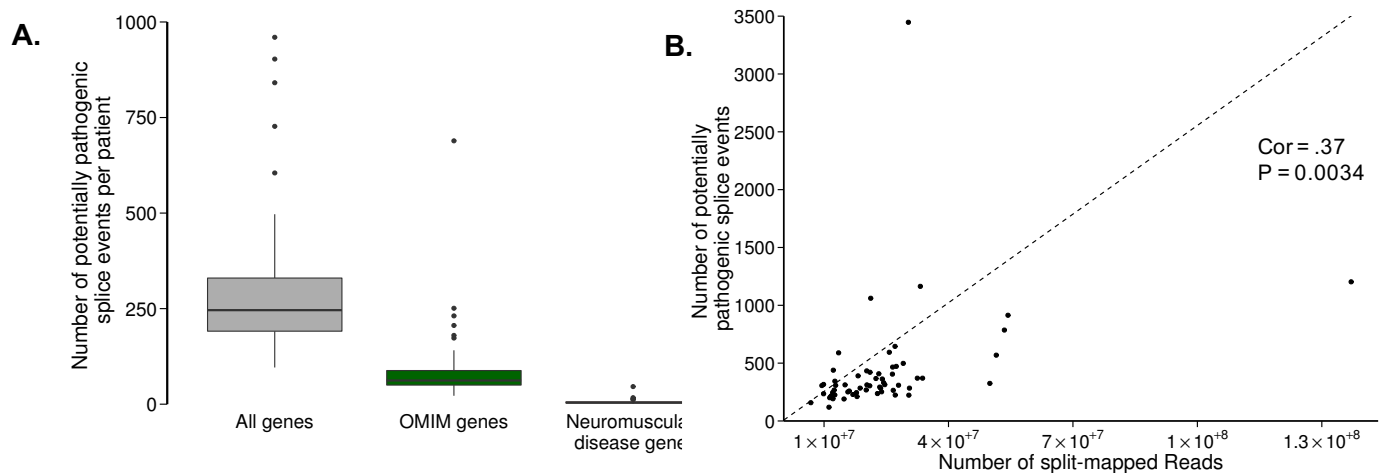 A.
Number of potentially pathogenic
splice events per patient
1000
750
500
250
0
All genes
OMIM genes
Neuromuscula
disease gene
B.
Number of potentially
pathogenic splice events
3500
3000
2500
2000
1500
1000
500
0
Cor = .37
P = 0.0034
1×10+7
4×10+7
7×10+7
1×10+8
1.3×10+8
Number of split-mapped Reads